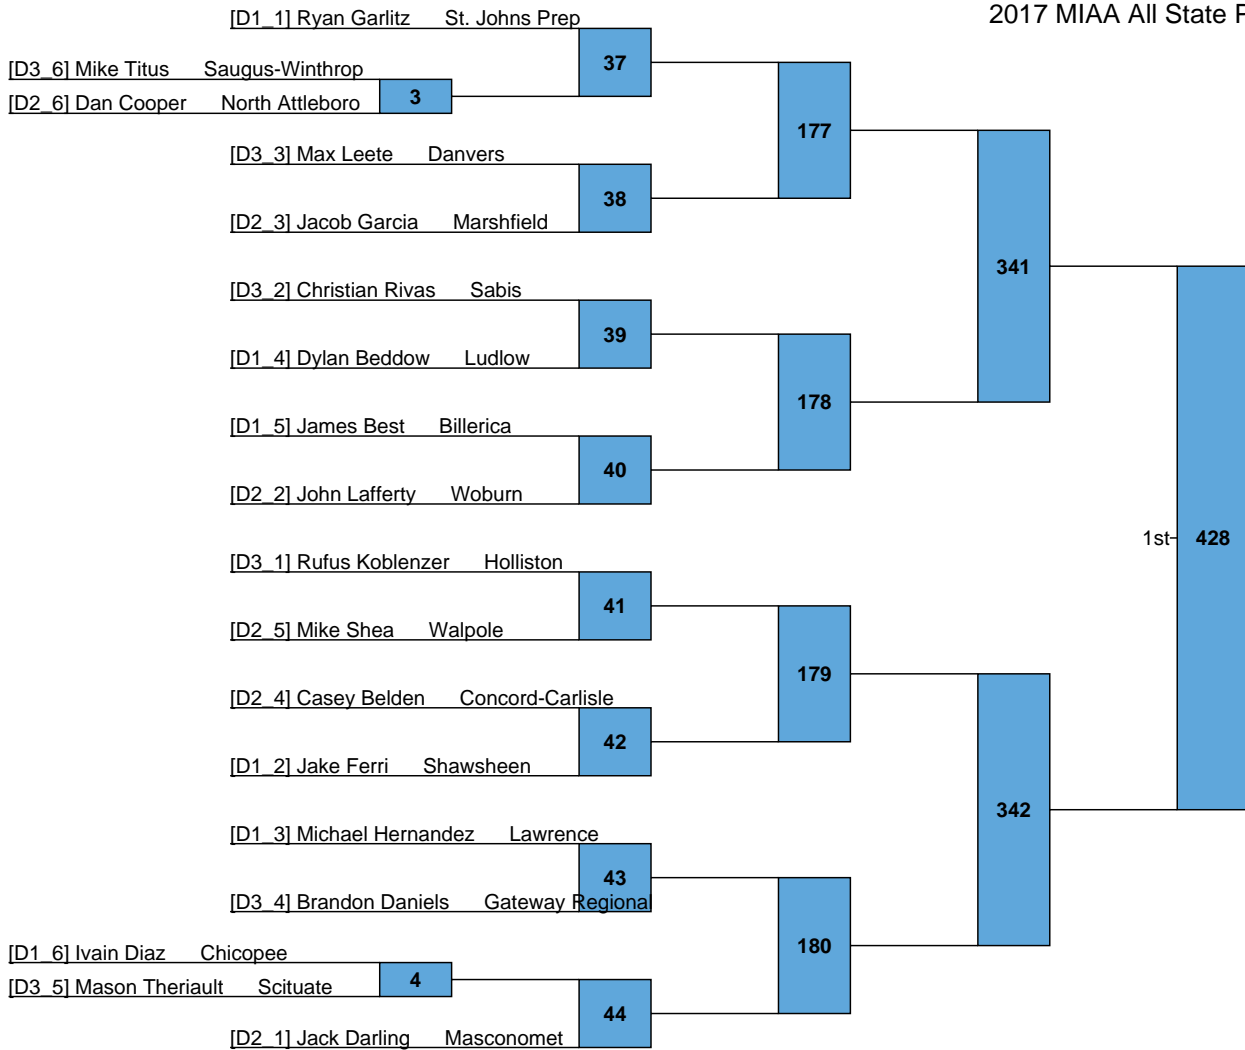 2017 MIAA All State F
[D1_1] Ryan Garlitz St. Johns Prep
37
[D3_6] Mike Titus Saugus-Winthrop
3
[D2_6] Dan Cooper North Attleboro
177
[D3_3] Max Leete Danvers
38
[D2_3] Jacob Garcia Marshfield
341
[D3_2] Christian Rivas Sabis
39
[D1_4] Dylan Beddow Ludlow
178
[D1_5] James Best Billerica
40
[D2_2] John Lafferty Woburn
1st 428
[D3_1] Rufus Koblenzer Holliston
41
[D2_5] Mike Shea Walpole
179
[D2_4] Casey Belden Concord-Carlisle
42
[D1_2] Jake Ferri Shawsheen
342
[D1_3] Michael Hernandez Lawrence
43
[D3_4] Brandon Daniels Gateway Regional
180
[D1_6] Ivain Diaz Chicopee
4
[D3_5] Mason Theriault Scituate
44
[D2_1] Jack Darling Masconomet